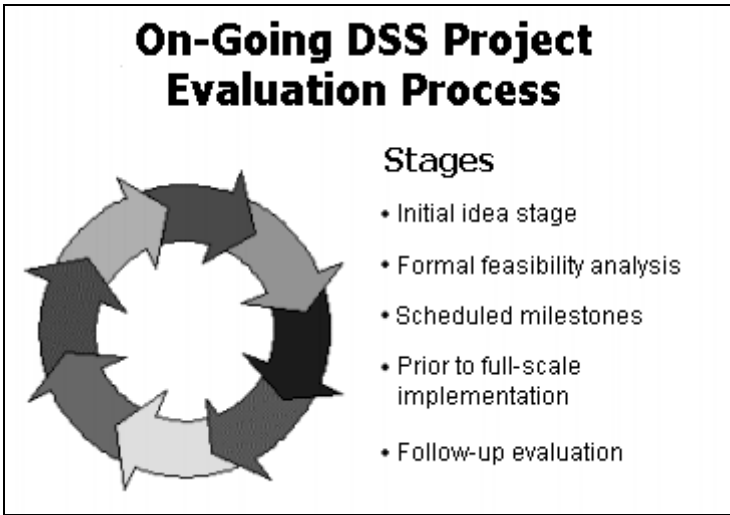 On-Going DSS Project
Evaluation Process
Stages
• Initial idea stage
• Formal feasibility analysis
• Scheduled milestones
• Prior to full-scale
implementation
• Follow-up evaluation